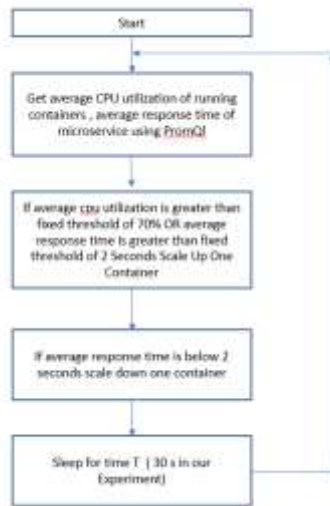 Start
Get average CPU utilization of running
containers , average response time of
microservice using PromQl
If average cpu utilization is greater than
fixed threshold of 70% OR average
response time is greater than fixed
threshold of 2 Seconds Scale Up One
Container
If average response time is below 2
seconds scale down one container
Sleep for time T ( 30 s in our
Experiment)